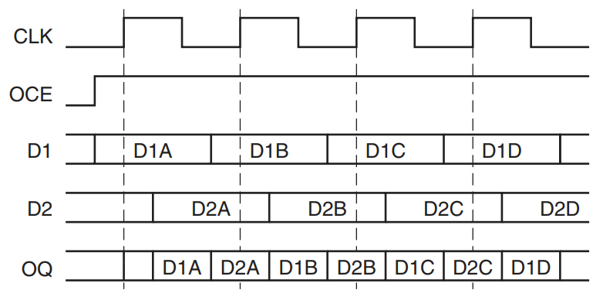 CLK
OCE
D1 D1A D1B D1C D1D
D2 D2A D2B D2C D2D
OQ D1A D2A D1B D2B D1C D2C D1D